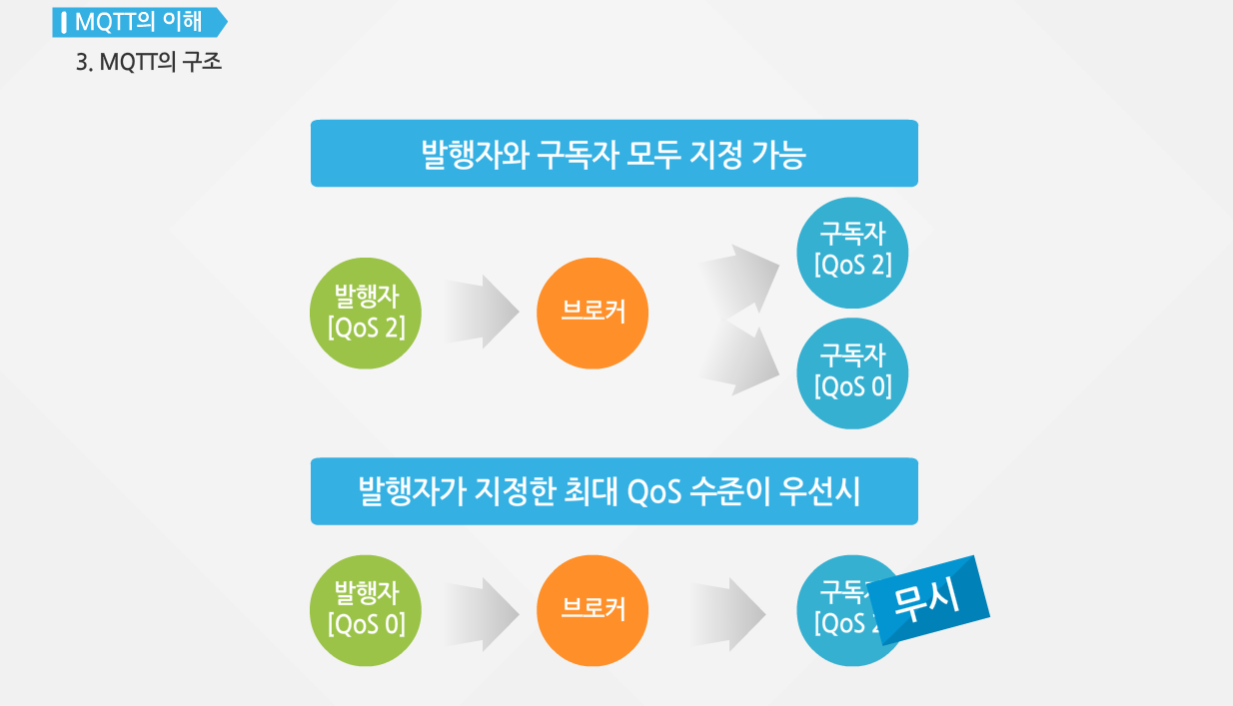 MQTT의 이해
3. MQTT의 구조
발행자와 구독자 모두 지정 가능
발행자
[QoS 2]
브로커
구독자
[QoS 2]
구독자
[QoS 0]
발행자가 지정한 최대 QoS 수준이 우선시
발행자
[QoS 0]
브로커
구독자
[QoS 2
무시